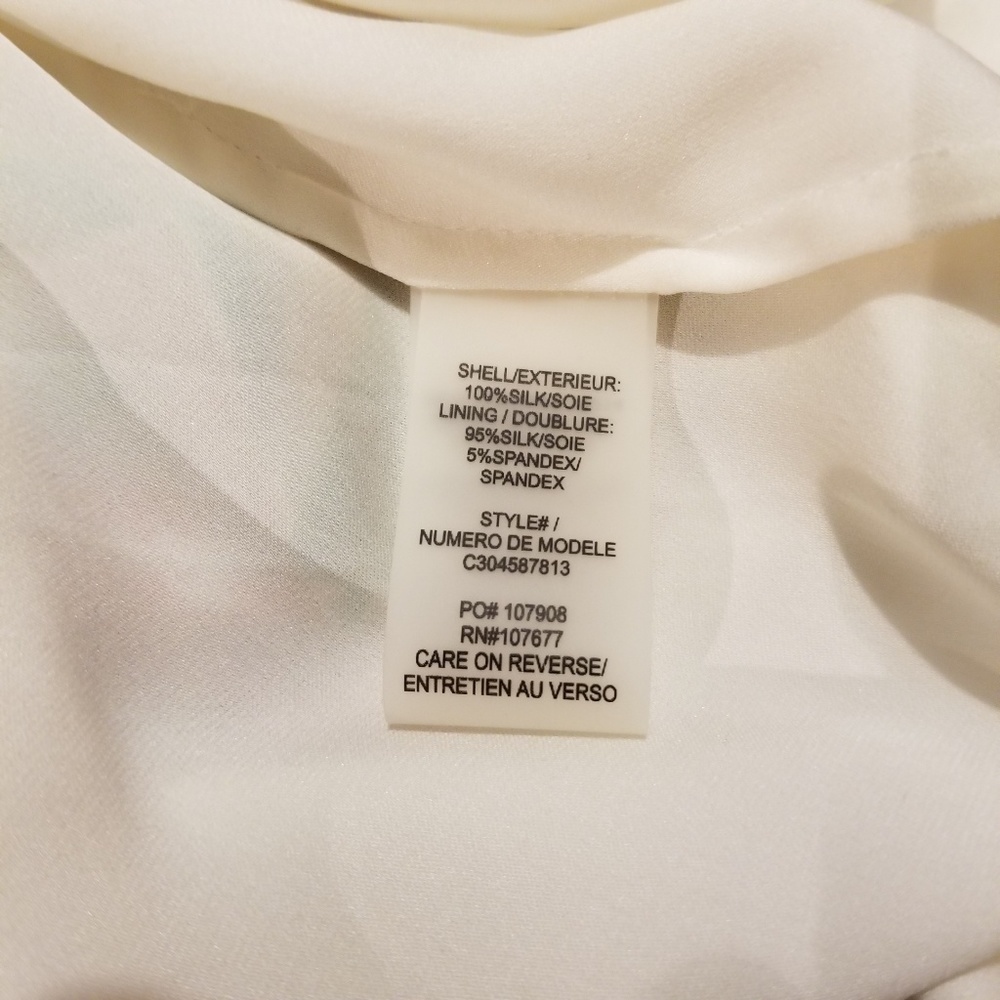 SHELL/EXTERIEUR:
100%SILK/SOIE
LINING / DOUBLURE:
95%SILK/SOIE
5%SPANDEX/
SPANDEX
STYLE# /
NUMERO DE MODELE
C304587813
PO# 107908
RN#107677
CARE ON REVERSE/
ENTRETIEN AU VERSO